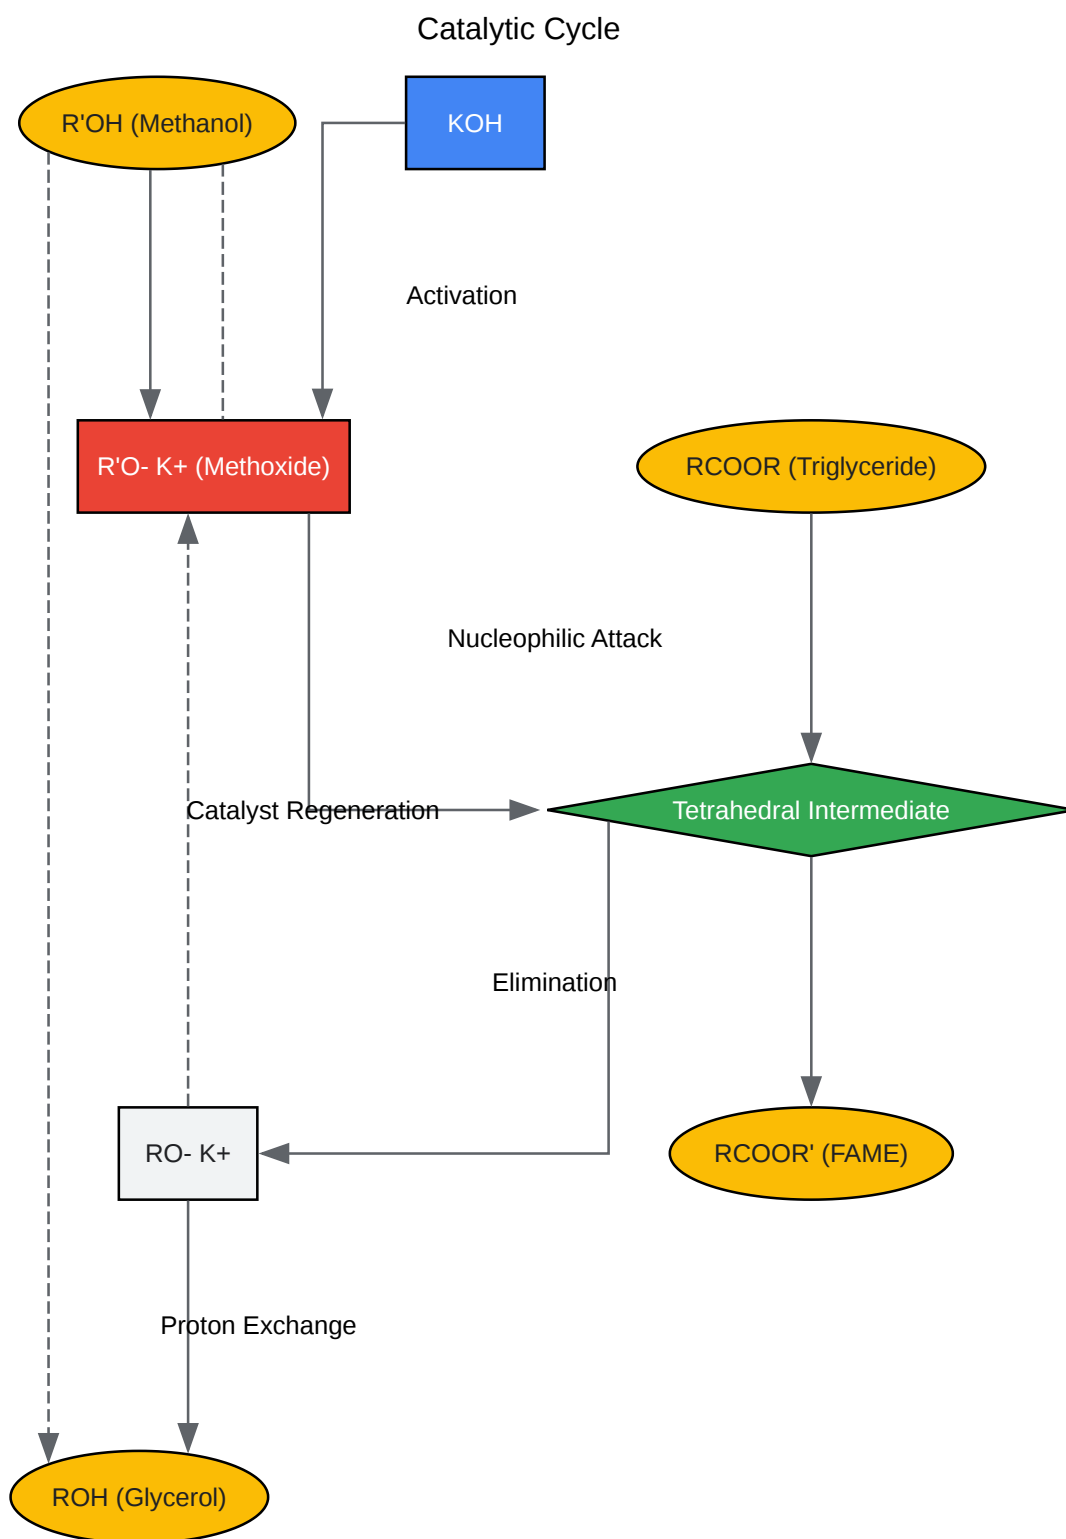 Catalytic Cycle
R'OH (Methanol)
KOH
Activation
R'O- K+ (Methoxide)
RCOOR (Triglyceride)
Nucleophilic Attack
Catalyst Regeneration
Tetrahedral Intermediate
Elimination
RO- K+
RCOOR' (FAME)
Proton Exchange
ROH (Glycerol)